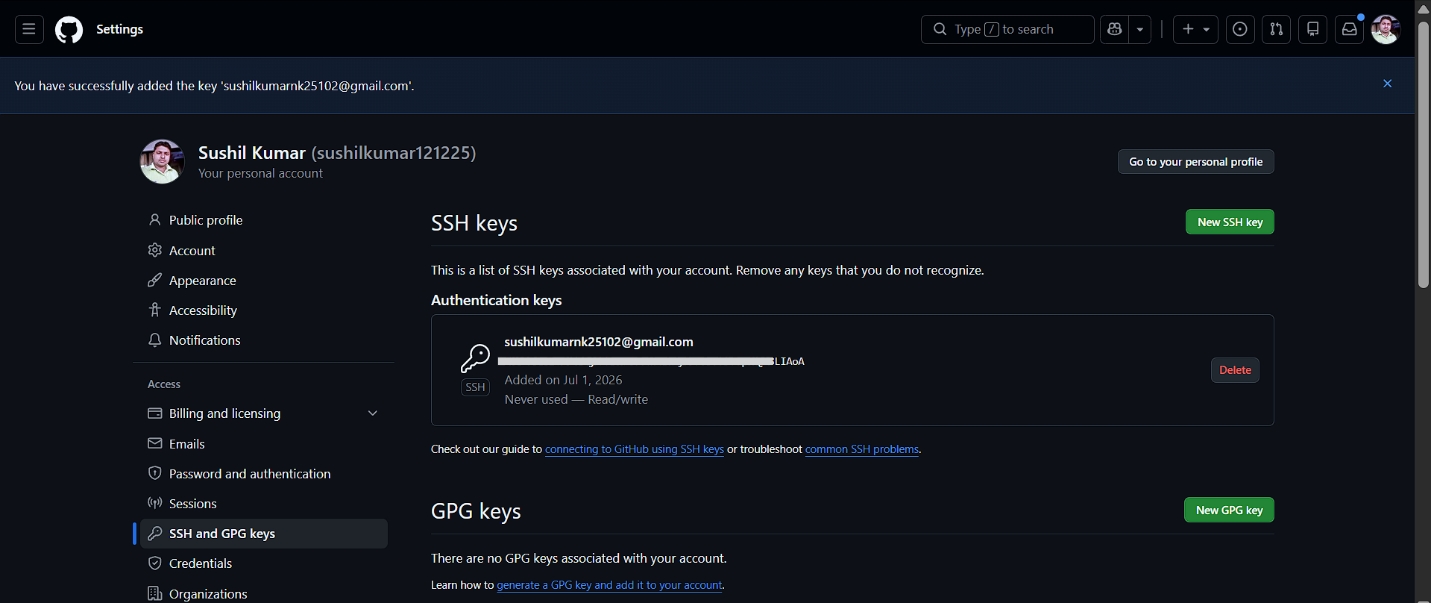 Settings
Type / to search
You have successfully added the key 'sushilkumarnk25102@gmail.com'.
Sushil Kumar (sushilkumar121225)
Your personal account
Go to your personal profile
Public profile
Account
Appearance
Accessibility
Notifications
Access
Billing and licensing
Emails
Password and authentication
Sessions
SSH and GPG keys
Credentials
Organizations
SSH keys
New SSH key
This is a list of SSH keys associated with your account. Remove any keys that you do not recognize.
Authentication keys
sushilkumarnk25102@gmail.com
LIAoA
SSH
Added on Jul 1, 2026
Never used — Read/write
Delete
Check out our guide to connecting to GitHub using SSH keys or troubleshoot common SSH problems.
GPG keys
New GPG key
There are no GPG keys associated with your account.
Learn how to generate a GPG key and add it to your account.